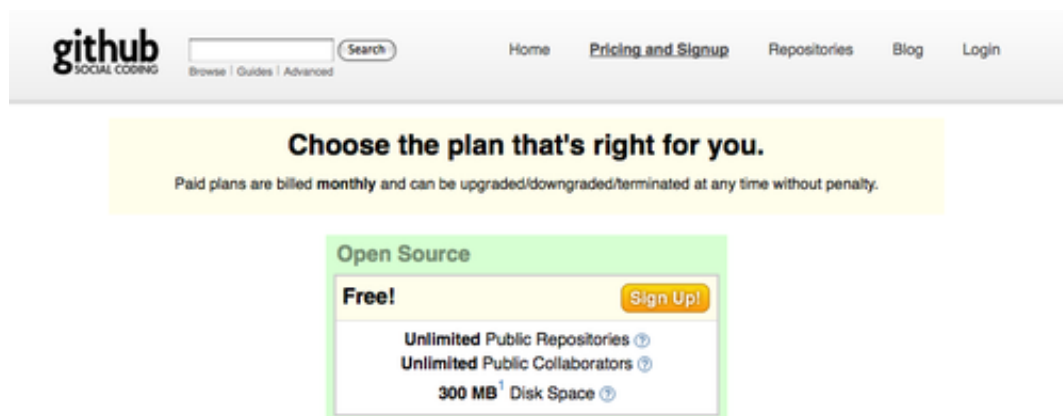 github
SOCIAL CODING
Search
Browse | Guides | Advanced
Home Pricing and Signup Repositories Blog Login
Choose the plan that's right for you.
Paid plans are billed monthly and can be upgraded/downgraded/terminated at any time without penalty.
Open Source
Free! Sign Up!
Unlimited Public Repositories ?
Unlimited Public Collaborators ?
300 MB¹ Disk Space ?